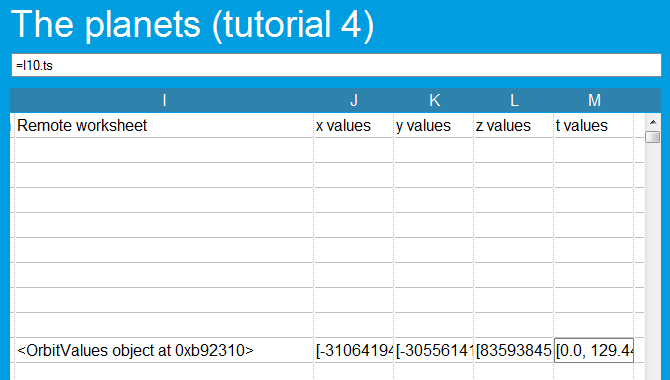 The planets (tutorial 4)
=I10.ts
I J K L M
Remote worksheet x values y values z values t values
<OrbitValues object at 0xb92310> [-31064194 [-30556141 [83593845 [0.0, 129.44